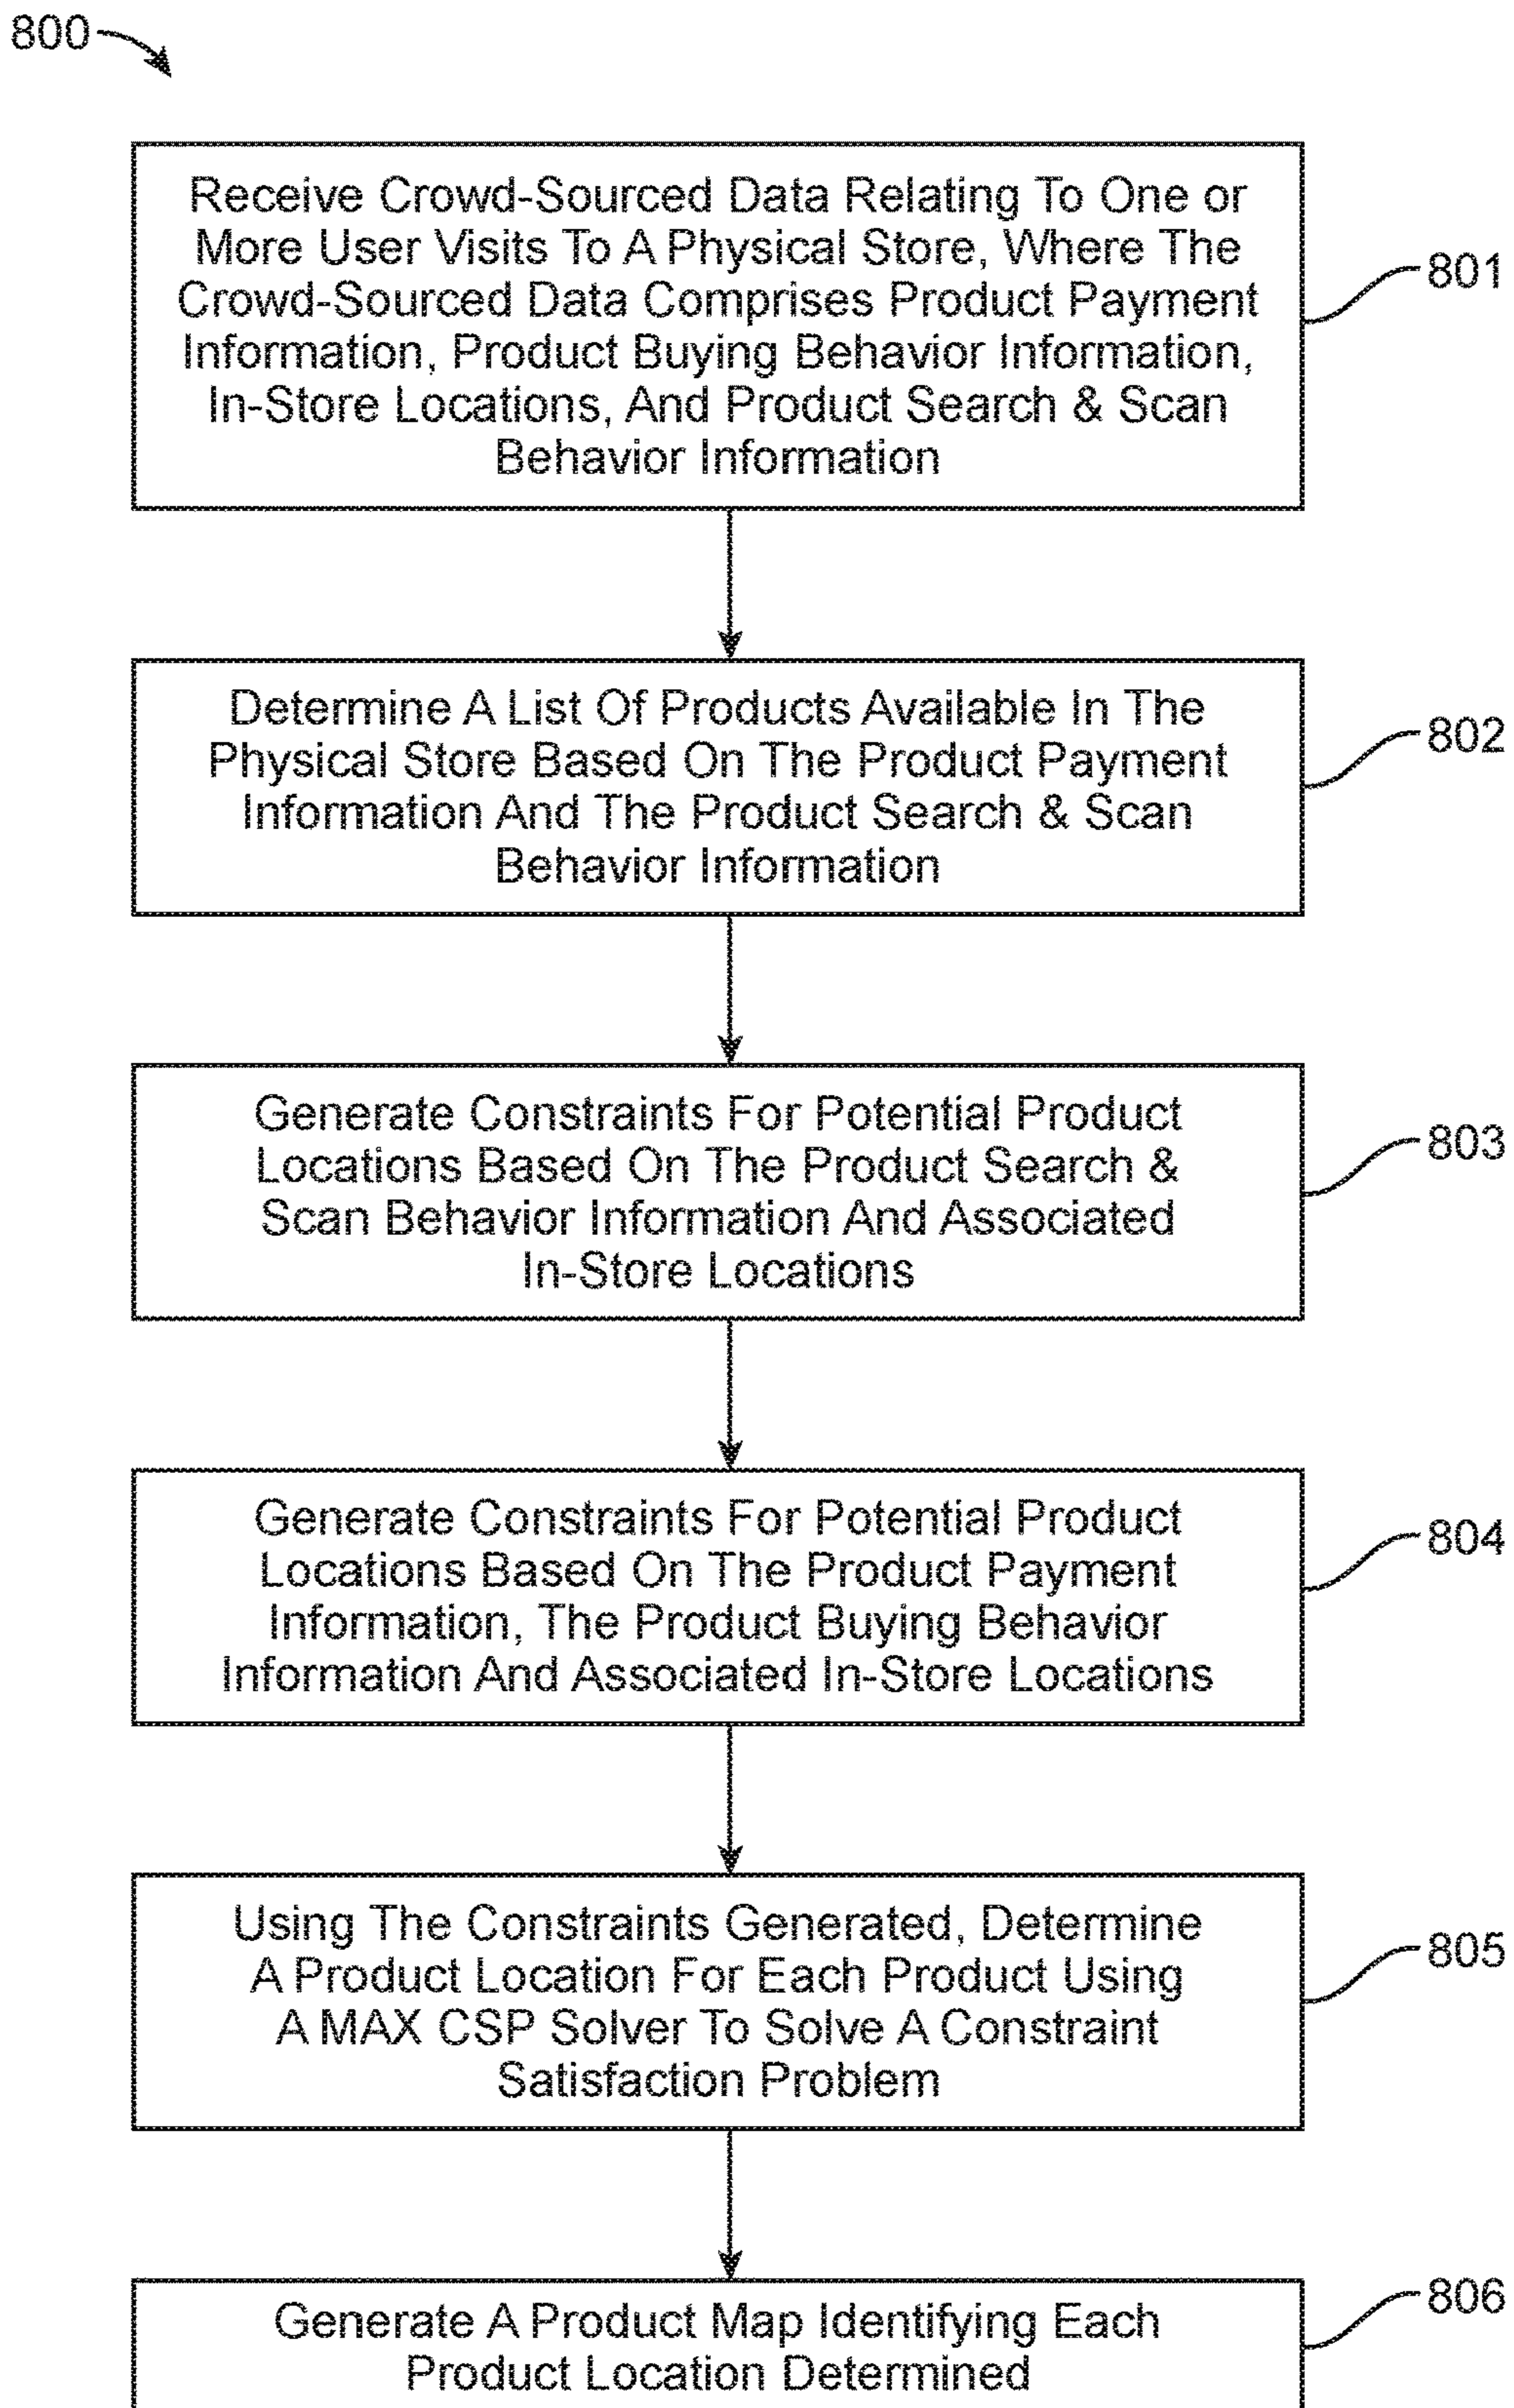 800
Receive Crowd-Sourced Data Relating To One or
More User Visits To A Physical Store, Where The
Crowd-Sourced Data Comprises Product Payment
Information, Product Buying Behavior Information,
In-Store Locations, And Product Search & Scan
Behavior Information
801
Determine A List Of Products Available In The
Physical Store Based On The Product Payment
Information And The Product Search & Scan
Behavior Information
802
Generate Constraints For Potential Product
Locations Based On The Product Search &
Scan Behavior Information And Associated
In-Store Locations
803
Generate Constraints For Potential Product
Locations Based On The Product Payment
Information, The Product Buying Behavior
Information And Associated In-Store Locations
804
Using The Constraints Generated, Determine
A Product Location For Each Product Using
A MAX CSP Solver To Solve A Constraint
Satisfaction Problem
805
Generate A Product Map Identifying Each
Product Location Determined
806